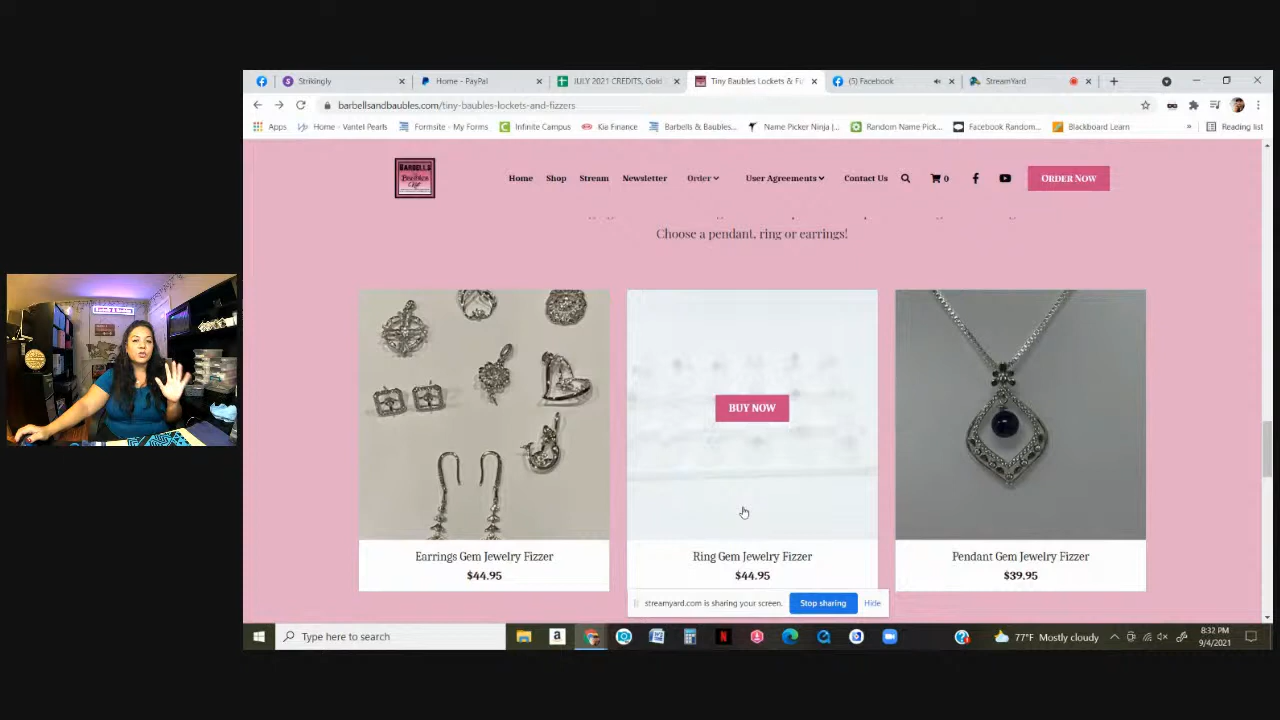 Strikingly
Home - PayPal
JULY 2021 CREDITS, Gold
Tiny Baubles Lockets & Fi
(5) Facebook
StreamYard
barbellsandbaubles.com/tiny-baubles-lockets-and-fizzers
Apps
Home - Vantel Pearls
Formsite - My Forms
Infinite Campus
Kia Finance
Barbells & Baubles...
Name Picker Ninja |...
Random Name Pick...
Facebook Random...
Blackboard Learn
»
Reading list
BARBELLS
Baubles
Home
Shop
Stream
Newsletter
Order
User Agreements
Contact Us
0
ORDER NOW
Choose a pendant, ring or earrings!
BUY NOW
Earrings Gem Jewelry Fizzer
$44.95
Ring Gem Jewelry Fizzer
$44.95
Pendant Gem Jewelry Fizzer
$39.95
streamyard.com is sharing your screen.
Stop sharing
Hide
Type here to search
77°F Mostly cloudy
8:32 PM
9/4/2021